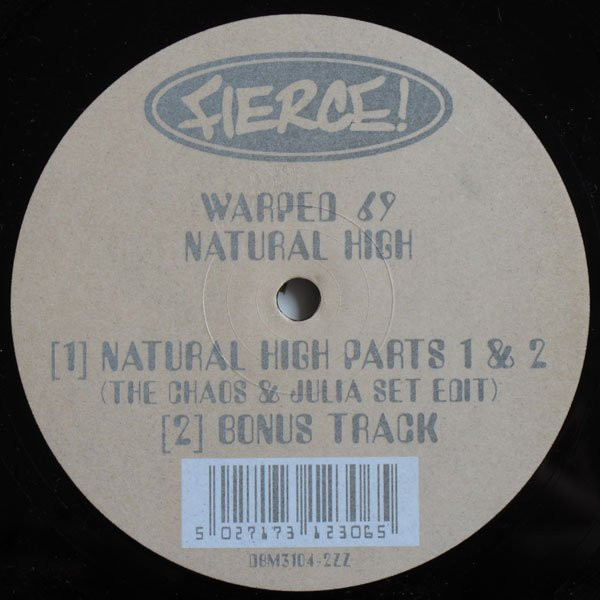 FIERCE!
WARPED 69
NATURAL HIGH
[1] NATURAL HIGH PARTS 1 & 2
(THE CHAOS & JULIA SET EDIT)
[2] BONUS TRACK
5 027173 123065
DBM3104-2ZZ